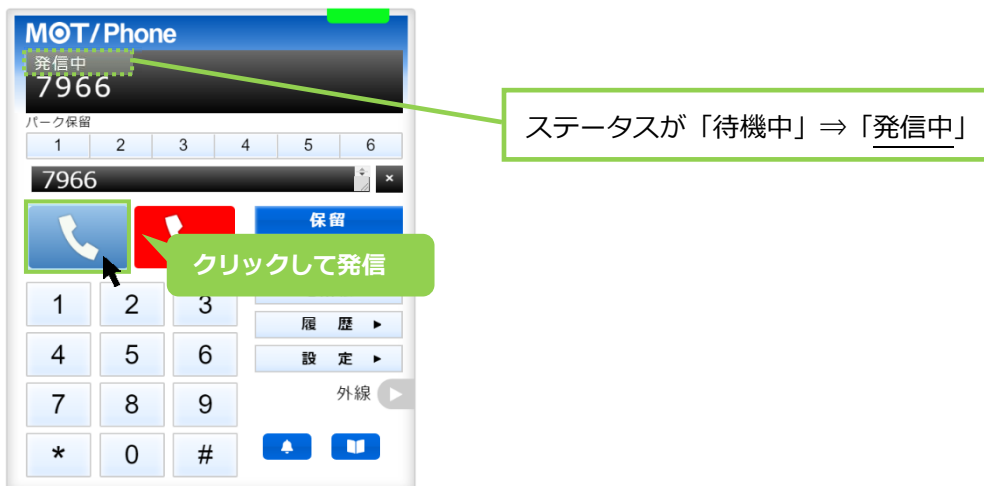 MOT/Phone
発信中
7966
ステータスが「待機中」⇒「発信中」
パーク保留
1 2 3 4 5 6
7966 ×
保留
クリックして発信
1 2 3
履 歴 ▶
4 5 6
設 定 ▶
外線 ▶
7 8 9
* 0 #